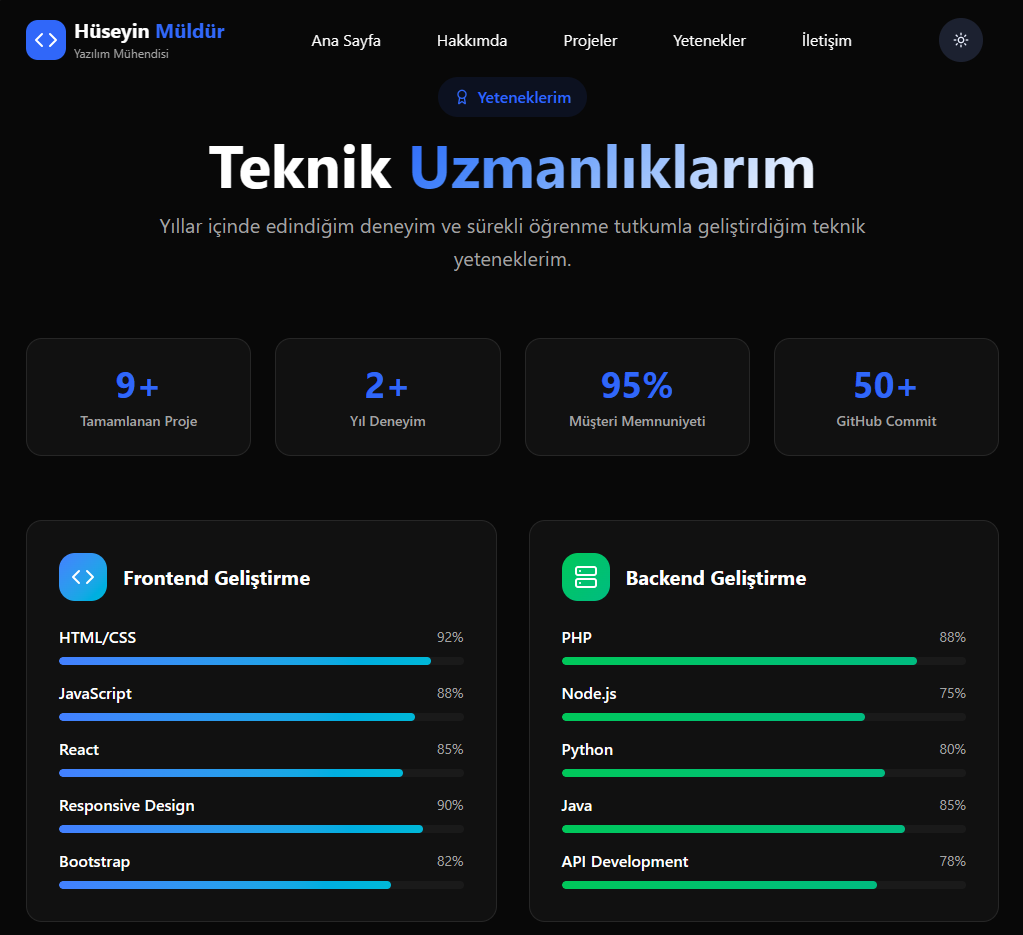 Hüseyin Müldür
Yazılım Mühendisi
Ana Sayfa
Hakkımda
Projeler
Yetenekler
İletişim
Yeteneklerim
Teknik Uzmanlıklarım
Yıllar içinde edindiğim deneyim ve sürekli öğrenme tutkumla geliştirdiğim teknik
yeteneklerim.
9+
Tamamlanan Proje
2+
Yıl Deneyim
95%
Müşteri Memnuniyeti
50+
GitHub Commit
Frontend Geliştirme
HTML/CSS 92%
JavaScript 88%
React 85%
Responsive Design 90%
Bootstrap 82%
Backend Geliştirme
PHP 88%
Node.js 75%
Python 80%
Java 85%
API Development 78%